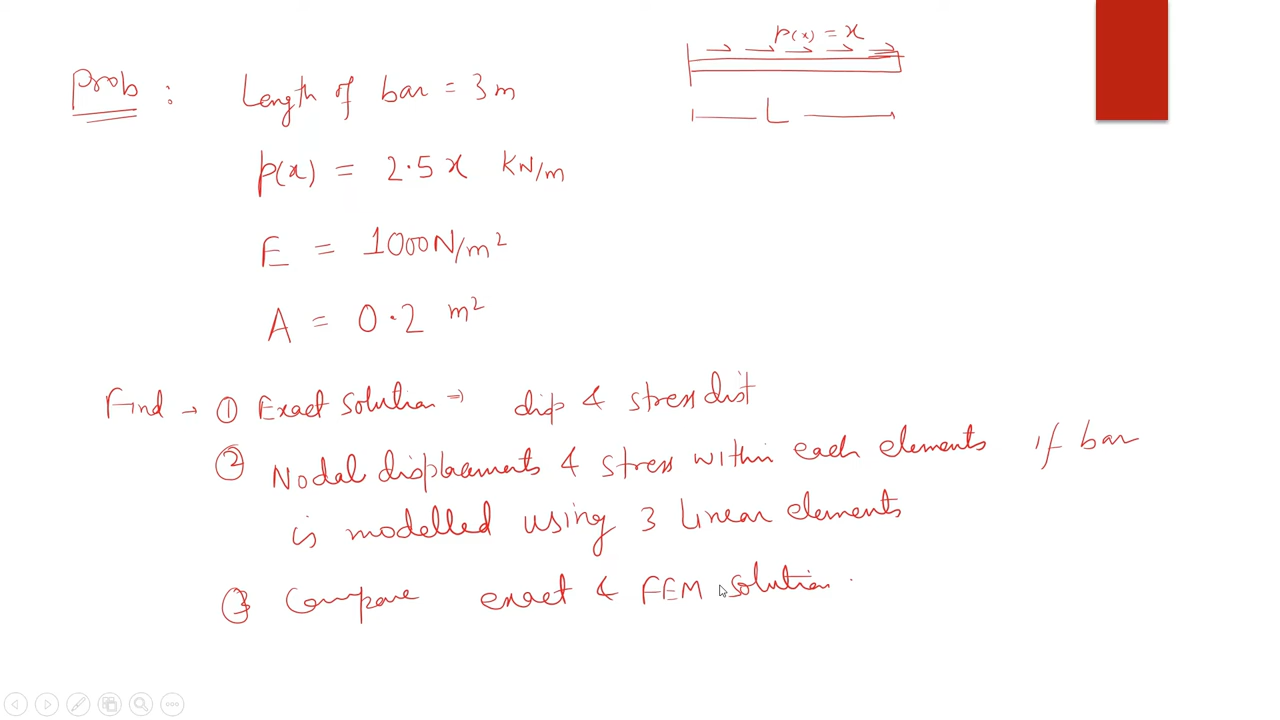 p(x) = x
L
Prob : Length of bar = 3 m
p(x) = 2.5x KN/m
E = 1000N/m²
A = 0.2 m²
Find → ① Exact Solution ⇒ disp & stress dist
② Nodal displacements & stress within each elements if bar
is modelled using 3 linear elements
③ Compare exact & FEM solution.